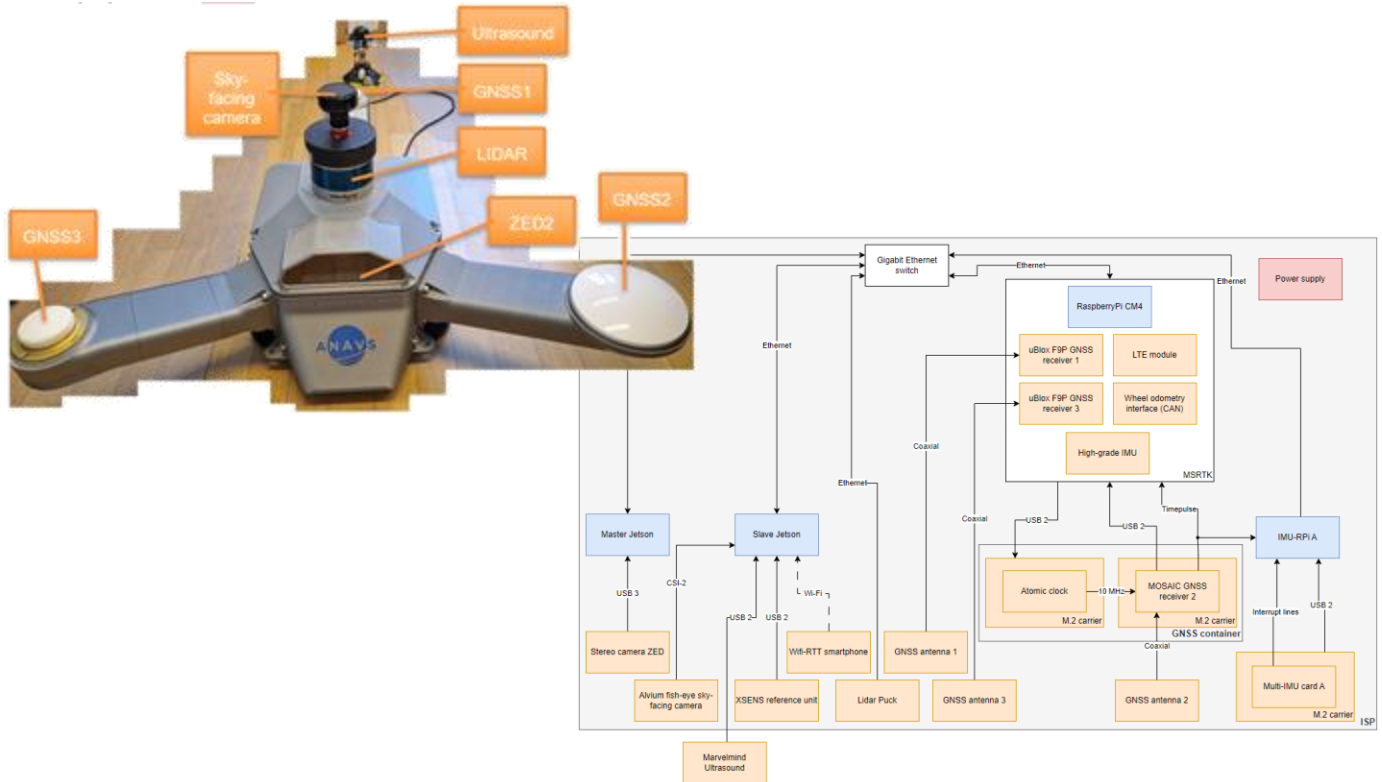 Ultrasound
Sky-
facing
camera
GNSS1
LIDAR
GNSS2
ZED2
GNSS3
ANAVS
Gigabit Ethernet
switch
Ethernet
Ethernet
Power supply
RaspberryPi CM4
uBlox F9P GNSS
receiver 1
LTE module
Ethernet
uBlox F9P GNSS
receiver 3
Wheel odometry
interface (CAN)
Coaxial
High-grade IMU
MSRTK
Ethernet
Timepulse
Coaxial
USB 2
USB 2
Master Jetson
Slave Jetson
IMU-RPi A
CSI-2
Atomic clock
10 MHz
MOSAIC GNSS
receiver 2
USB 3
Wi-Fi
USB 2
USB 2
M.2 carrier
M.2 carrier
GNSS container
Interrupt lines
USB 2
Coaxial
Stereo camera ZED
Wifi-RTT smartphone
GNSS antenna 1
Alvium fish-eye sky-
facing camera
XSENS reference unit
Lidar Puck
GNSS antenna 3
GNSS antenna 2
Multi-IMU card A
M.2 carrier
ISP
Marvelmind
Ultrasound